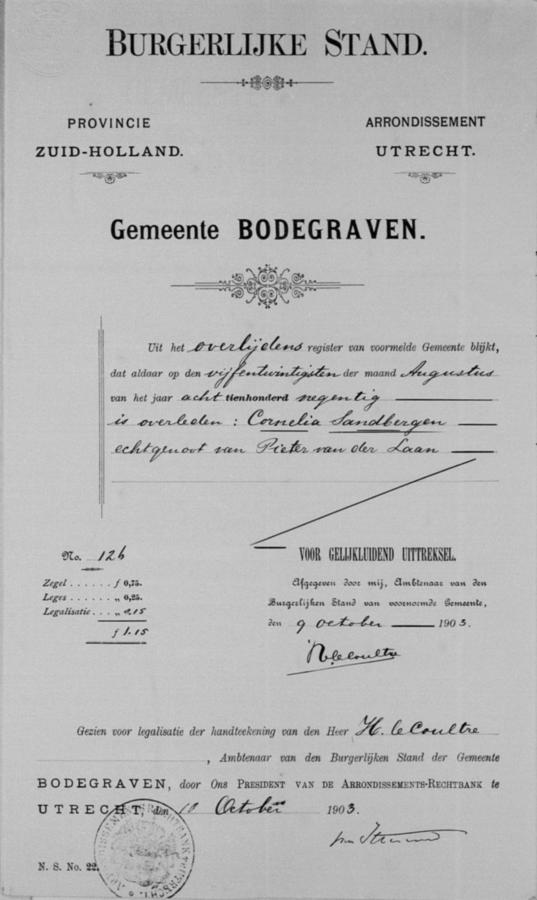 BURGERLIJKE STAND.
PROVINCIE
ZUID-HOLLAND.
ARRONDISSEMENT
UTRECHT.
Gemeente BODEGRAVEN.
Uit het overlijdens register van voormelde Gemeente blijkt,
dat aldaar op den vijfentwintigsten der maand Augustus
van het jaar acht tienhonderd negentig
is overleden : Cornelia Sandbergen
echtgenoot van Pieter van der Laan
No. 126
Zegel . . . . . . ƒ 0,75.
Leges . . . . . . „ 0,25.
Legalisatie . . . „ 0.15
ƒ 1.15
VOOR GELIJKLUIDEND UITTREKSEL.
Afgegeven door mij, Ambtenaar van den
Burgerlijken Stand van voornoemde Gemeente,
den 9 October 1903.
H. le Coultre
Gezien voor legalisatie der handteekening van den Heer H. le Coultre
, Ambtenaar van den Burgerlijken Stand der Gemeente
BODEGRAVEN, door Ons PRESIDENT VAN DE ARRONDISSEMENTS-RECHTBANK te
UTRECHT, den 10 October 1903.
N. S. No. 22.